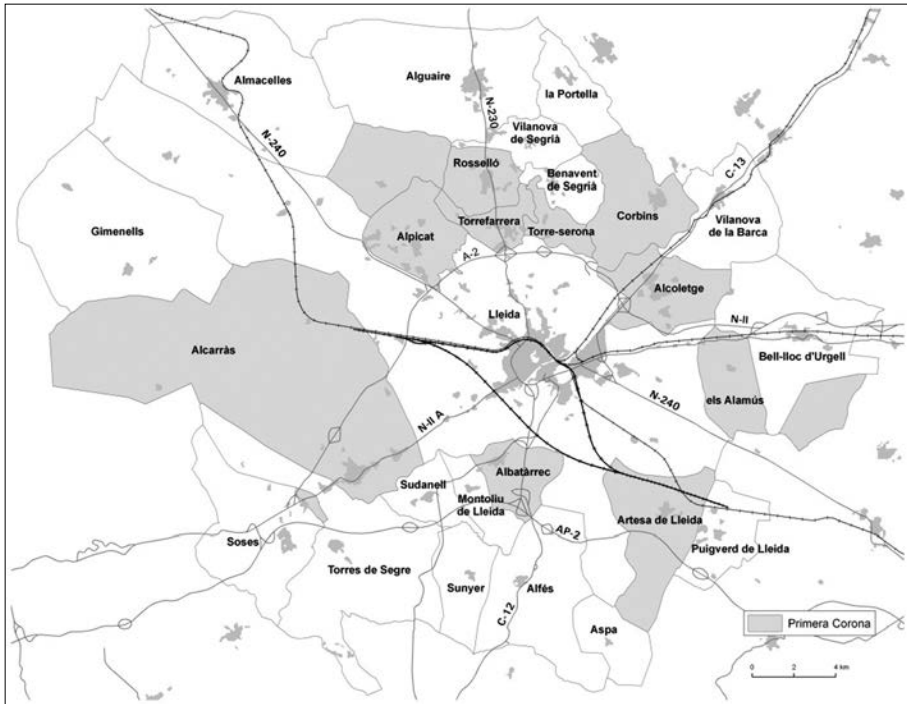 Almacelles
Alguaire
la Portella
N-240
N-230
Vilanova
de Segrià
C-13
Rosselló
Benavent
de Segrià
Gimenells
Alpicat
Torrefarrera
Torre-serona
Corbins
Vilanova
de la Barca
A-2
Alcoletge
Lleida
N-II
Alcarràs
Bell-lloc d'Urgell
els Alamús
N-240
N-II A
Sudanell
Albatàrrec
Montoliu
de Lleida
Artesa de Lleida
AP-2
Soses
Puigverd de Lleida
Torres de Segre
Sunyer
Alfés
C-12
Aspa
Primera Corona
0 2 4 km